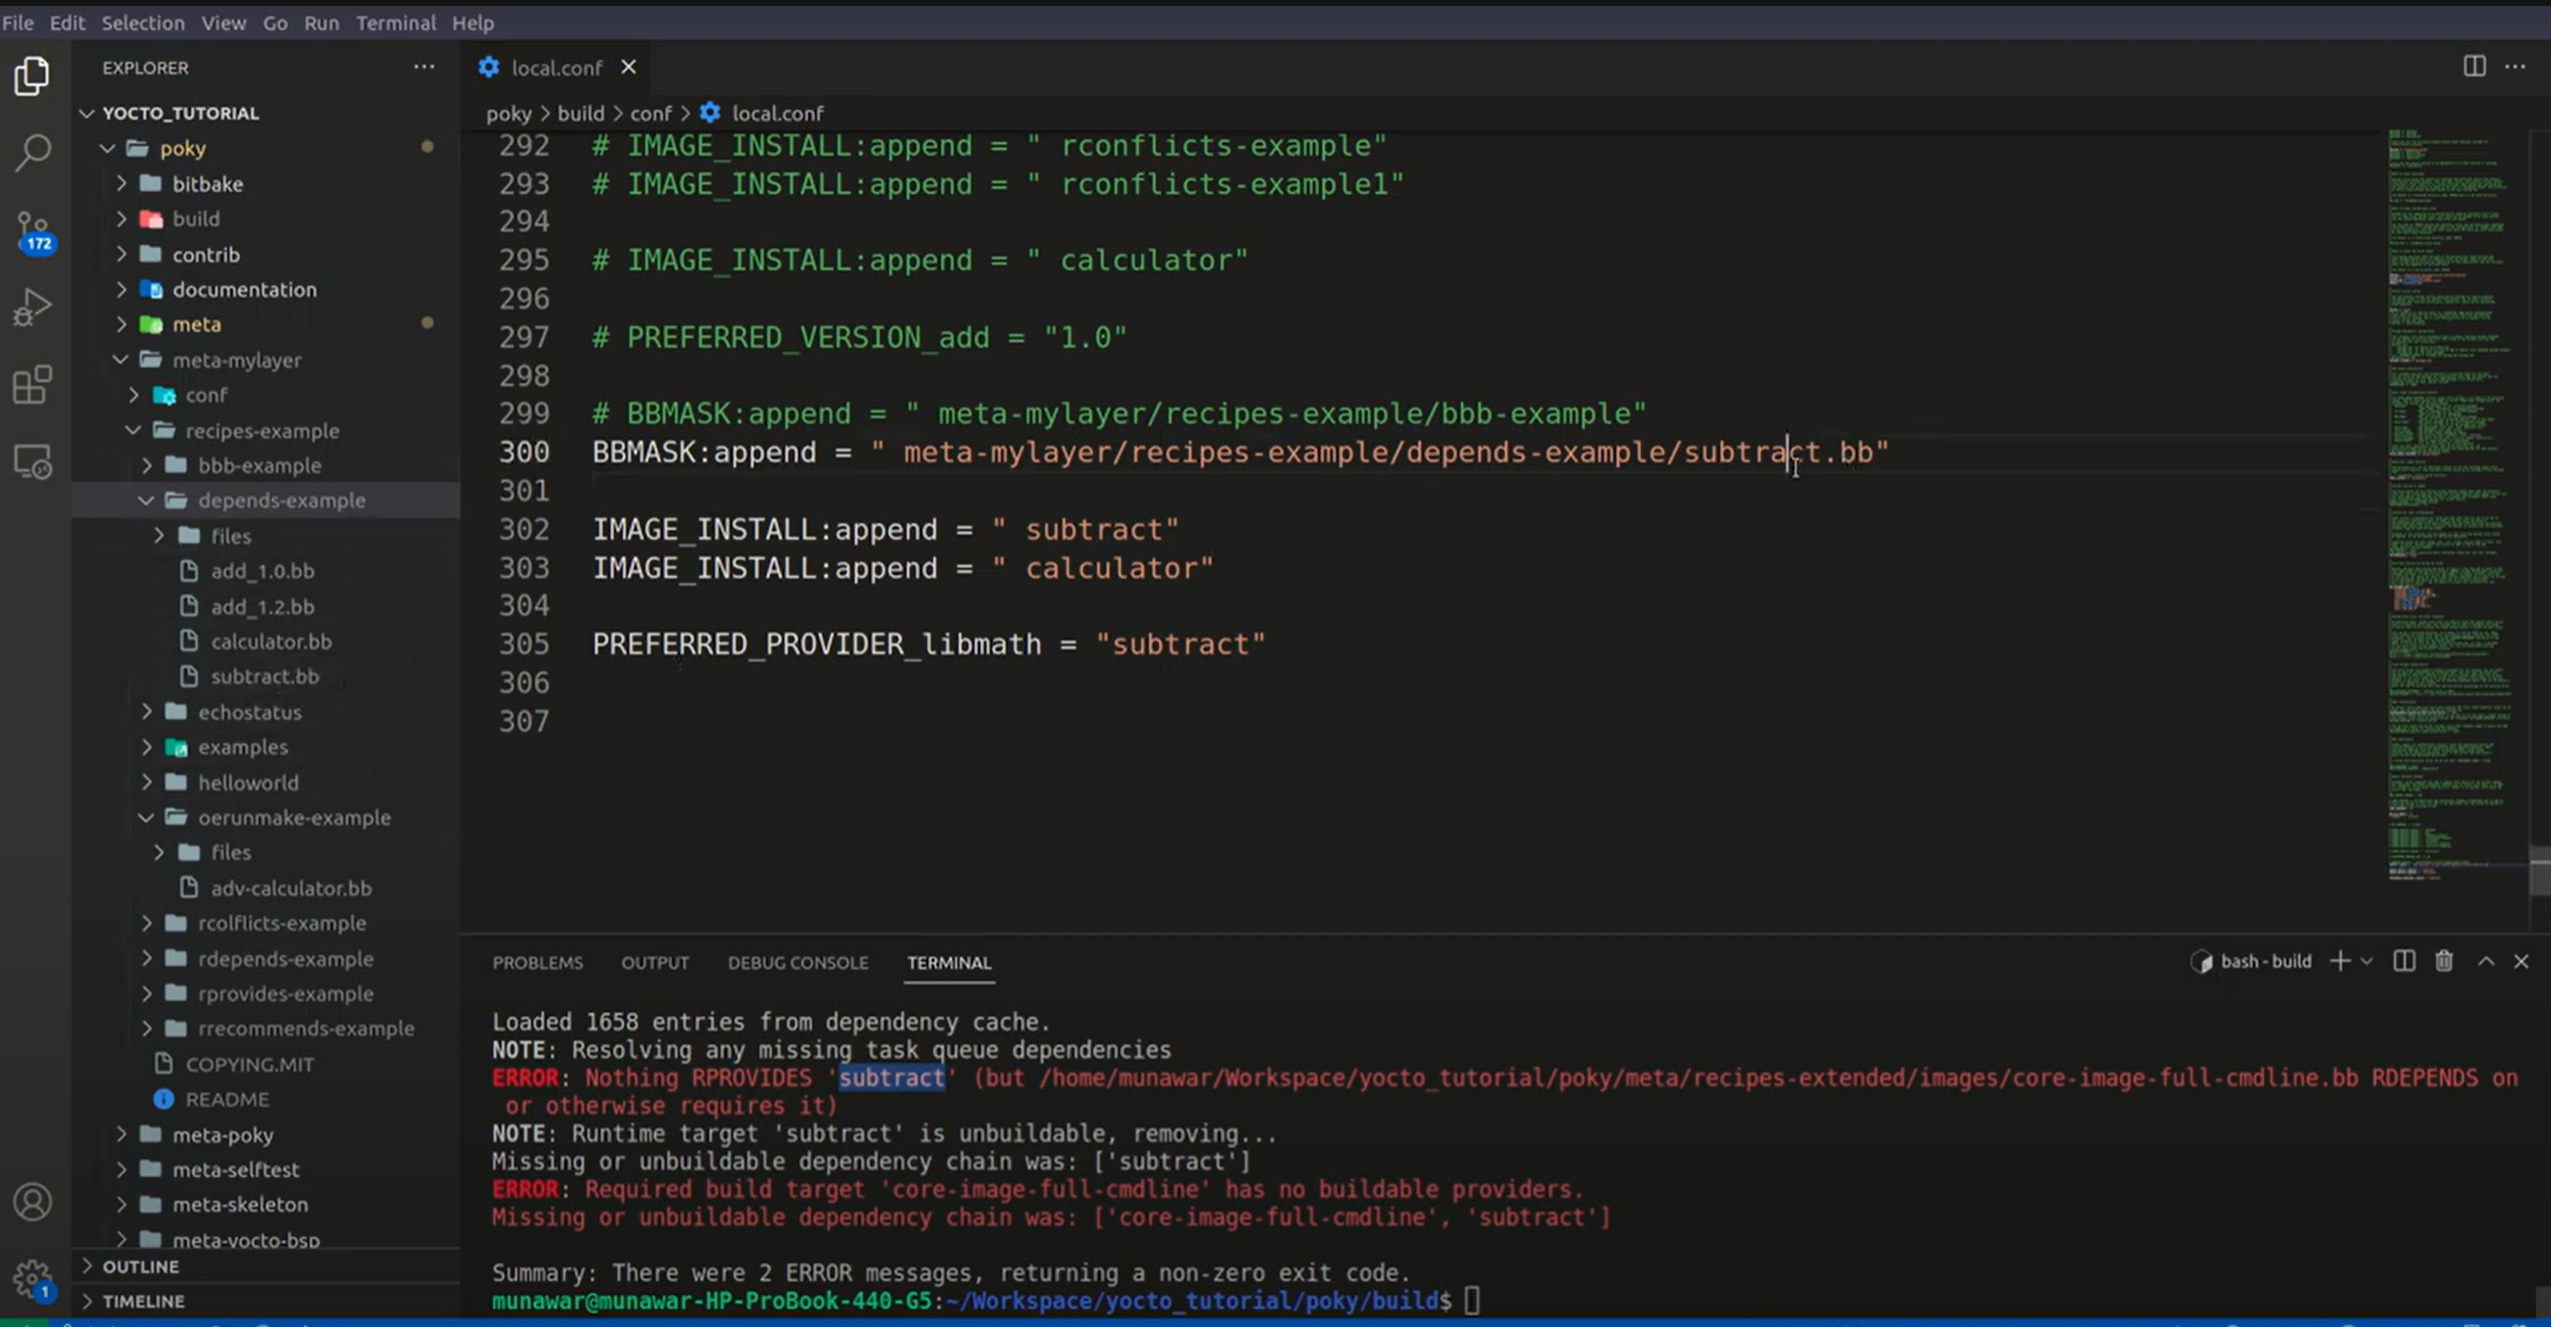 File Edit Selection View Go Run Terminal Help
EXPLORER
YOCTO_TUTORIAL
poky
bitbake
build
contrib
documentation
meta
meta-mylayer
conf
recipes-example
bbb-example
depends-example
files
add_1.0.bb
add_1.2.bb
calculator.bb
subtract.bb
echostatus
examples
helloworld
oerunmake-example
files
adv-calculator.bb
rcolflicts-example
rdepends-example
rprovides-example
rrecommends-example
COPYING.MIT
README
meta-poky
meta-selftest
meta-skeleton
meta-yocto-bsp
OUTLINE
TIMELINE
172
1
local.conf
poky > build > conf > local.conf
292 # IMAGE_INSTALL:append = " rconflicts-example"
293 # IMAGE_INSTALL:append = " rconflicts-example1"
294
295 # IMAGE_INSTALL:append = " calculator"
296
297 # PREFERRED_VERSION_add = "1.0"
298
299 # BBMASK:append = " meta-mylayer/recipes-example/bbb-example"
300 BBMASK:append = " meta-mylayer/recipes-example/depends-example/subtract.bb"
301
302 IMAGE_INSTALL:append = " subtract"
303 IMAGE_INSTALL:append = " calculator"
304
305 PREFERRED_PROVIDER_libmath = "subtract"
306
307
PROBLEMS OUTPUT DEBUG CONSOLE TERMINAL
bash - build
Loaded 1658 entries from dependency cache.
NOTE: Resolving any missing task queue dependencies
ERROR: Nothing RPROVIDES 'subtract' (but /home/munawar/Workspace/yocto_tutorial/poky/meta/recipes-extended/images/core-image-full-cmdline.bb RDEPENDS on
or otherwise requires it)
NOTE: Runtime target 'subtract' is unbuildable, removing...
Missing or unbuildable dependency chain was: ['subtract']
ERROR: Required build target 'core-image-full-cmdline' has no buildable providers.
Missing or unbuildable dependency chain was: ['core-image-full-cmdline', 'subtract']
Summary: There were 2 ERROR messages, returning a non-zero exit code.
munawar@munawar-HP-ProBook-440-G5:~/Workspace/yocto_tutorial/poky/build$